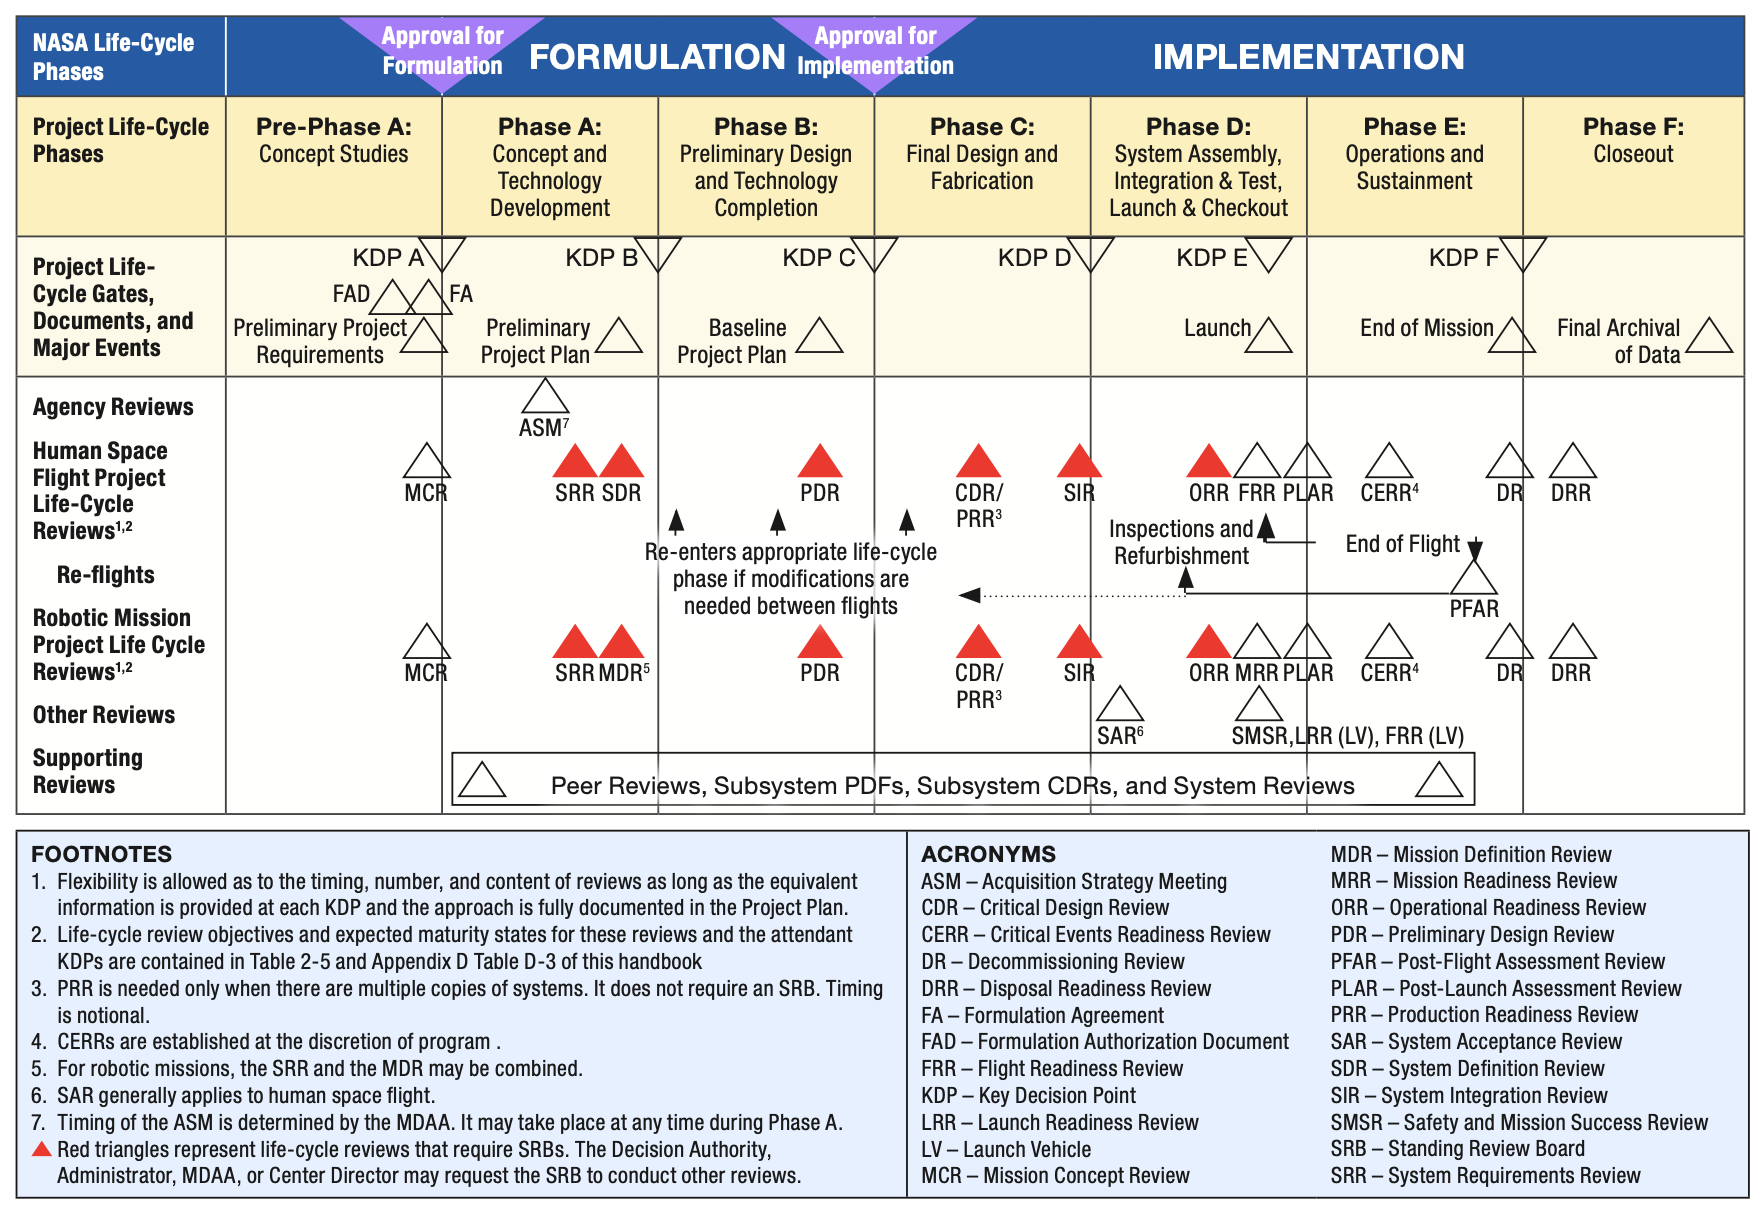 NASA Life-Cycle
Phases
Approval for
Formulation
FORMULATION
Approval for
Implementation
IMPLEMENTATION
Project Life-Cycle
Phases
Pre-Phase A:
Concept Studies
Phase A:
Concept and
Technology
Development
Phase B:
Preliminary Design
and Technology
Completion
Phase C:
Final Design and
Fabrication
Phase D:
System Assembly,
Integration & Test,
Launch & Checkout
Phase E:
Operations and
Sustainment
Phase F:
Closeout
Project Life-
Cycle Gates,
Documents, and
Major Events
KDP A
KDP B
KDP C
KDP D
KDP E
KDP F
FAD
FA
Preliminary Project
Requirements
Preliminary
Project Plan
Baseline
Project Plan
Launch
End of Mission
Final Archival
of Data
Agency Reviews
ASM7
Human Space
Flight Project
Life-Cycle
Reviews1,2
MCR
SRR SDR
PDR
CDR/
PRR3
SIR
ORR FRR PLAR
CERR4
DR
DRR
Re-flights
Re-enters appropriate life-cycle
phase if modifications are
needed between flights
Inspections and
Refurbishment
End of Flight
PFAR
Robotic Mission
Project Life Cycle
Reviews1,2
MCR
SRR MDR5
PDR
CDR/
PRR3
SIR
ORR MRR PLAR
CERR4
DR
DRR
Other Reviews
SAR6
SMSR,LRR (LV), FRR (LV)
Supporting
Reviews
Peer Reviews, Subsystem PDFs, Subsystem CDRs, and System Reviews
FOOTNOTES
1. Flexibility is allowed as to the timing, number, and content of reviews as long as the equivalent
information is provided at each KDP and the approach is fully documented in the Project Plan.
2. Life-cycle review objectives and expected maturity states for these reviews and the attendant
KDPs are contained in Table 2-5 and Appendix D Table D-3 of this handbook
3. PRR is needed only when there are multiple copies of systems. It does not require an SRB. Timing
is notional.
4. CERRs are established at the discretion of program .
5. For robotic missions, the SRR and the MDR may be combined.
6. SAR generally applies to human space flight.
7. Timing of the ASM is determined by the MDAA. It may take place at any time during Phase A.
Red triangles represent life-cycle reviews that require SRBs. The Decision Authority,
Administrator, MDAA, or Center Director may request the SRB to conduct other reviews.
ACRONYMS
ASM – Acquisition Strategy Meeting
CDR – Critical Design Review
CERR – Critical Events Readiness Review
DR – Decommissioning Review
DRR – Disposal Readiness Review
FA – Formulation Agreement
FAD – Formulation Authorization Document
FRR – Flight Readiness Review
KDP – Key Decision Point
LRR – Launch Readiness Review
LV – Launch Vehicle
MCR – Mission Concept Review
MDR – Mission Definition Review
MRR – Mission Readiness Review
ORR – Operational Readiness Review
PDR – Preliminary Design Review
PFAR – Post-Flight Assessment Review
PLAR – Post-Launch Assessment Review
PRR – Production Readiness Review
SAR – System Acceptance Review
SDR – System Definition Review
SIR – System Integration Review
SMSR – Safety and Mission Success Review
SRB – Standing Review Board
SRR – System Requirements Review